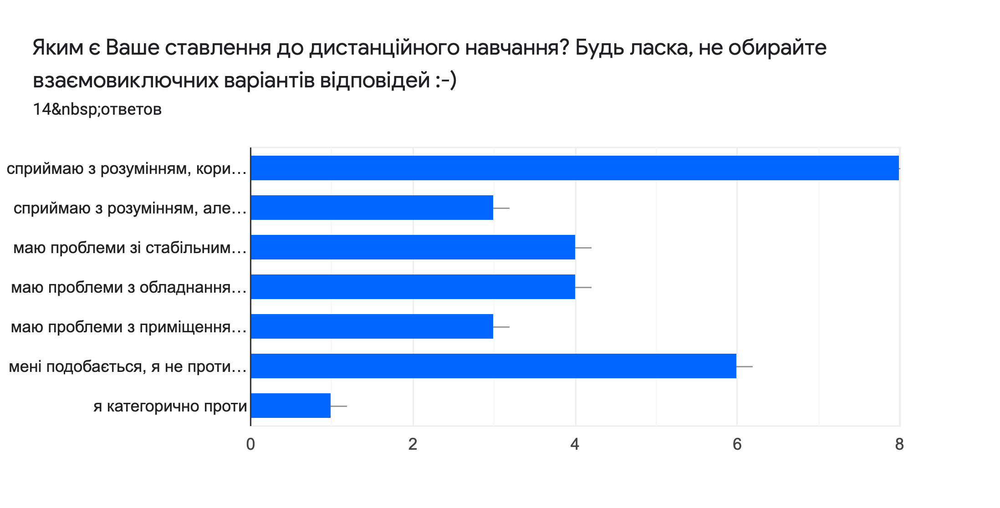 Яким є Ваше ставлення до дистанційного навчання? Будь ласка, не обирайте
взаємовиключних варіантів відповідей :-)
14&nbsp;ответов
сприймаю з розумінням, кори…
сприймаю з розумінням, але…
маю проблеми зі стабільним…
маю проблеми з обладнання…
маю проблеми з приміщення…
мені подобається, я не проти…
я категорично проти
0 2 4 6 8